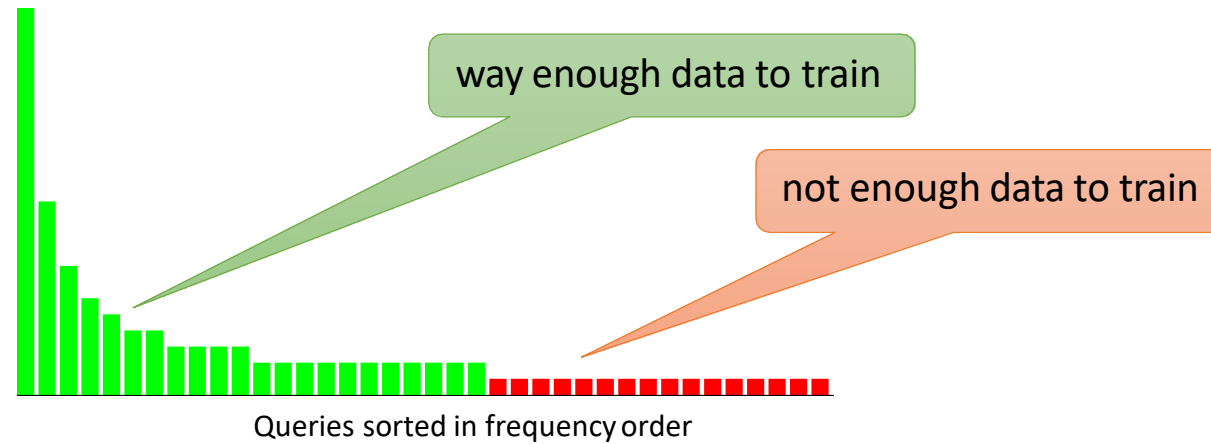 way enough data to train
not enough data to train
Queries sorted in frequency order